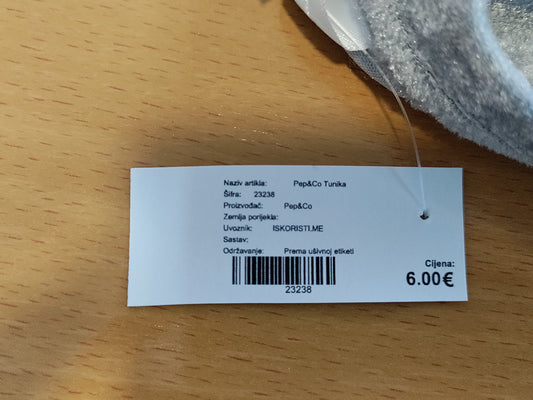 Naziv artikla: Pep&Co Tunika
Šifra: 23238
Proizvođač: Pep&Co
Zemlja porijekla:
Uvoznik: ISKORISTI.ME
Sastav:
Održavanje: Prema ušivnoj etiketi
23238
Cijena:
6.00€